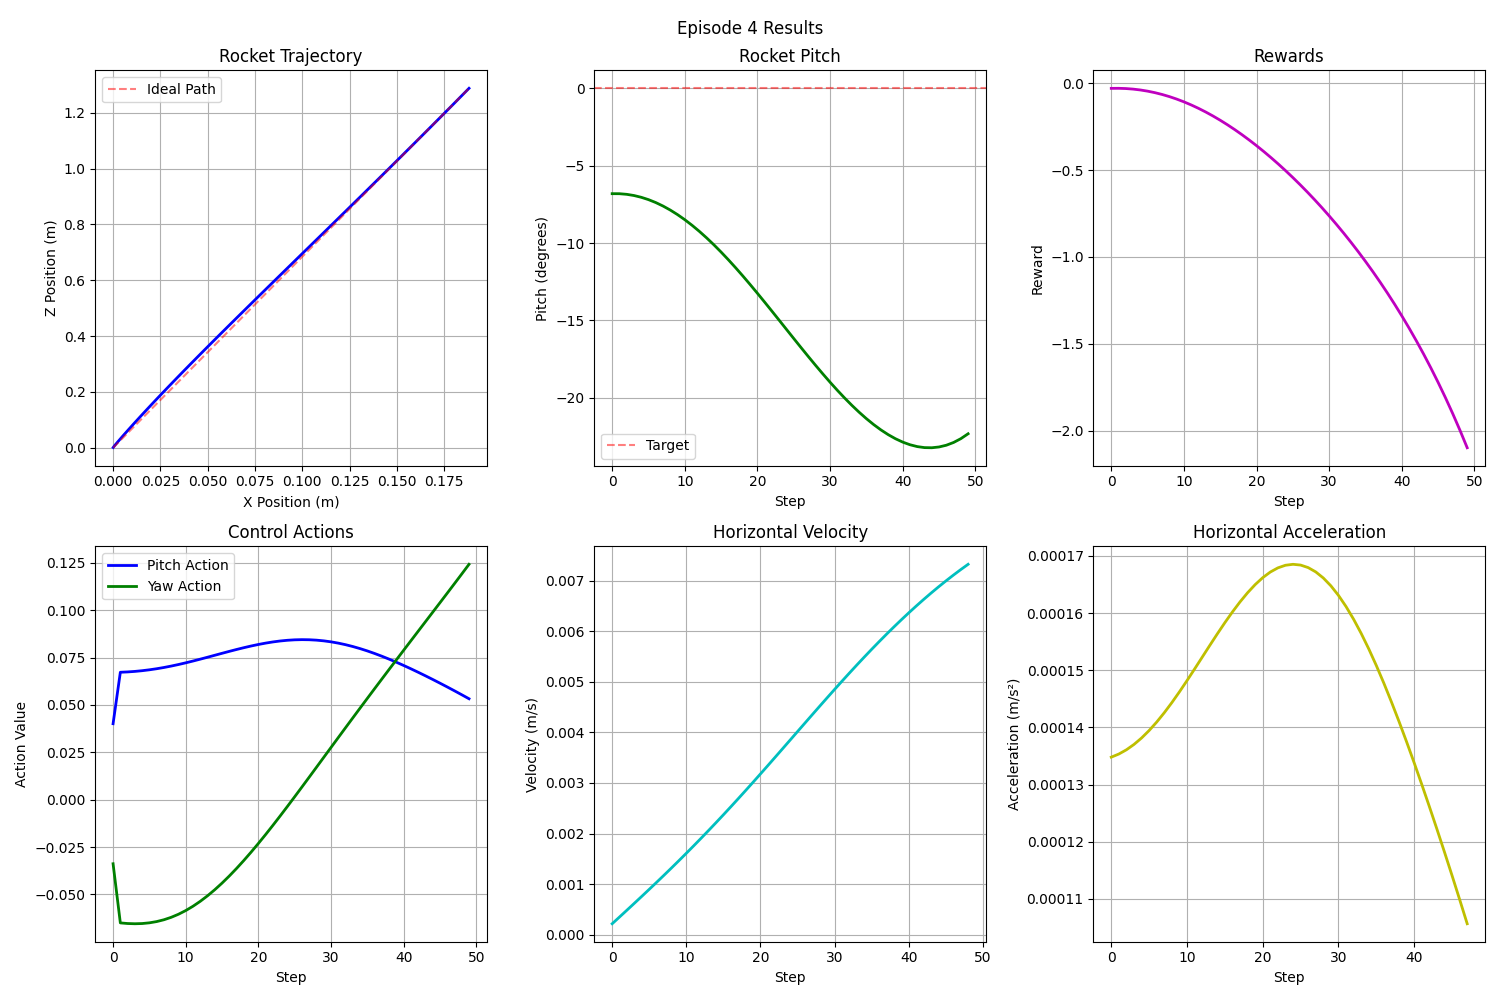 Episode 4 Results
Rocket Trajectory
Ideal Path
Z Position (m)
1.2
1.0
0.8
0.6
0.4
0.2
0.0
0.000 0.025 0.050 0.075 0.100 0.125 0.150 0.175
X Position (m)
Rocket Pitch
Pitch (degrees)
0
−5
−10
−15
−20
Target
0 10 20 30 40 50
Step
Rewards
Reward
0.0
−0.5
−1.0
−1.5
−2.0
0 10 20 30 40 50
Step
Control Actions
Pitch Action
Yaw Action
Action Value
0.125
0.100
0.075
0.050
0.025
0.000
−0.025
−0.050
0 10 20 30 40 50
Step
Horizontal Velocity
Velocity (m/s)
0.007
0.006
0.005
0.004
0.003
0.002
0.001
0.000
0 10 20 30 40 50
Step
Horizontal Acceleration
Acceleration (m/s²)
0.00017
0.00016
0.00015
0.00014
0.00013
0.00012
0.00011
0 10 20 30 40
Step